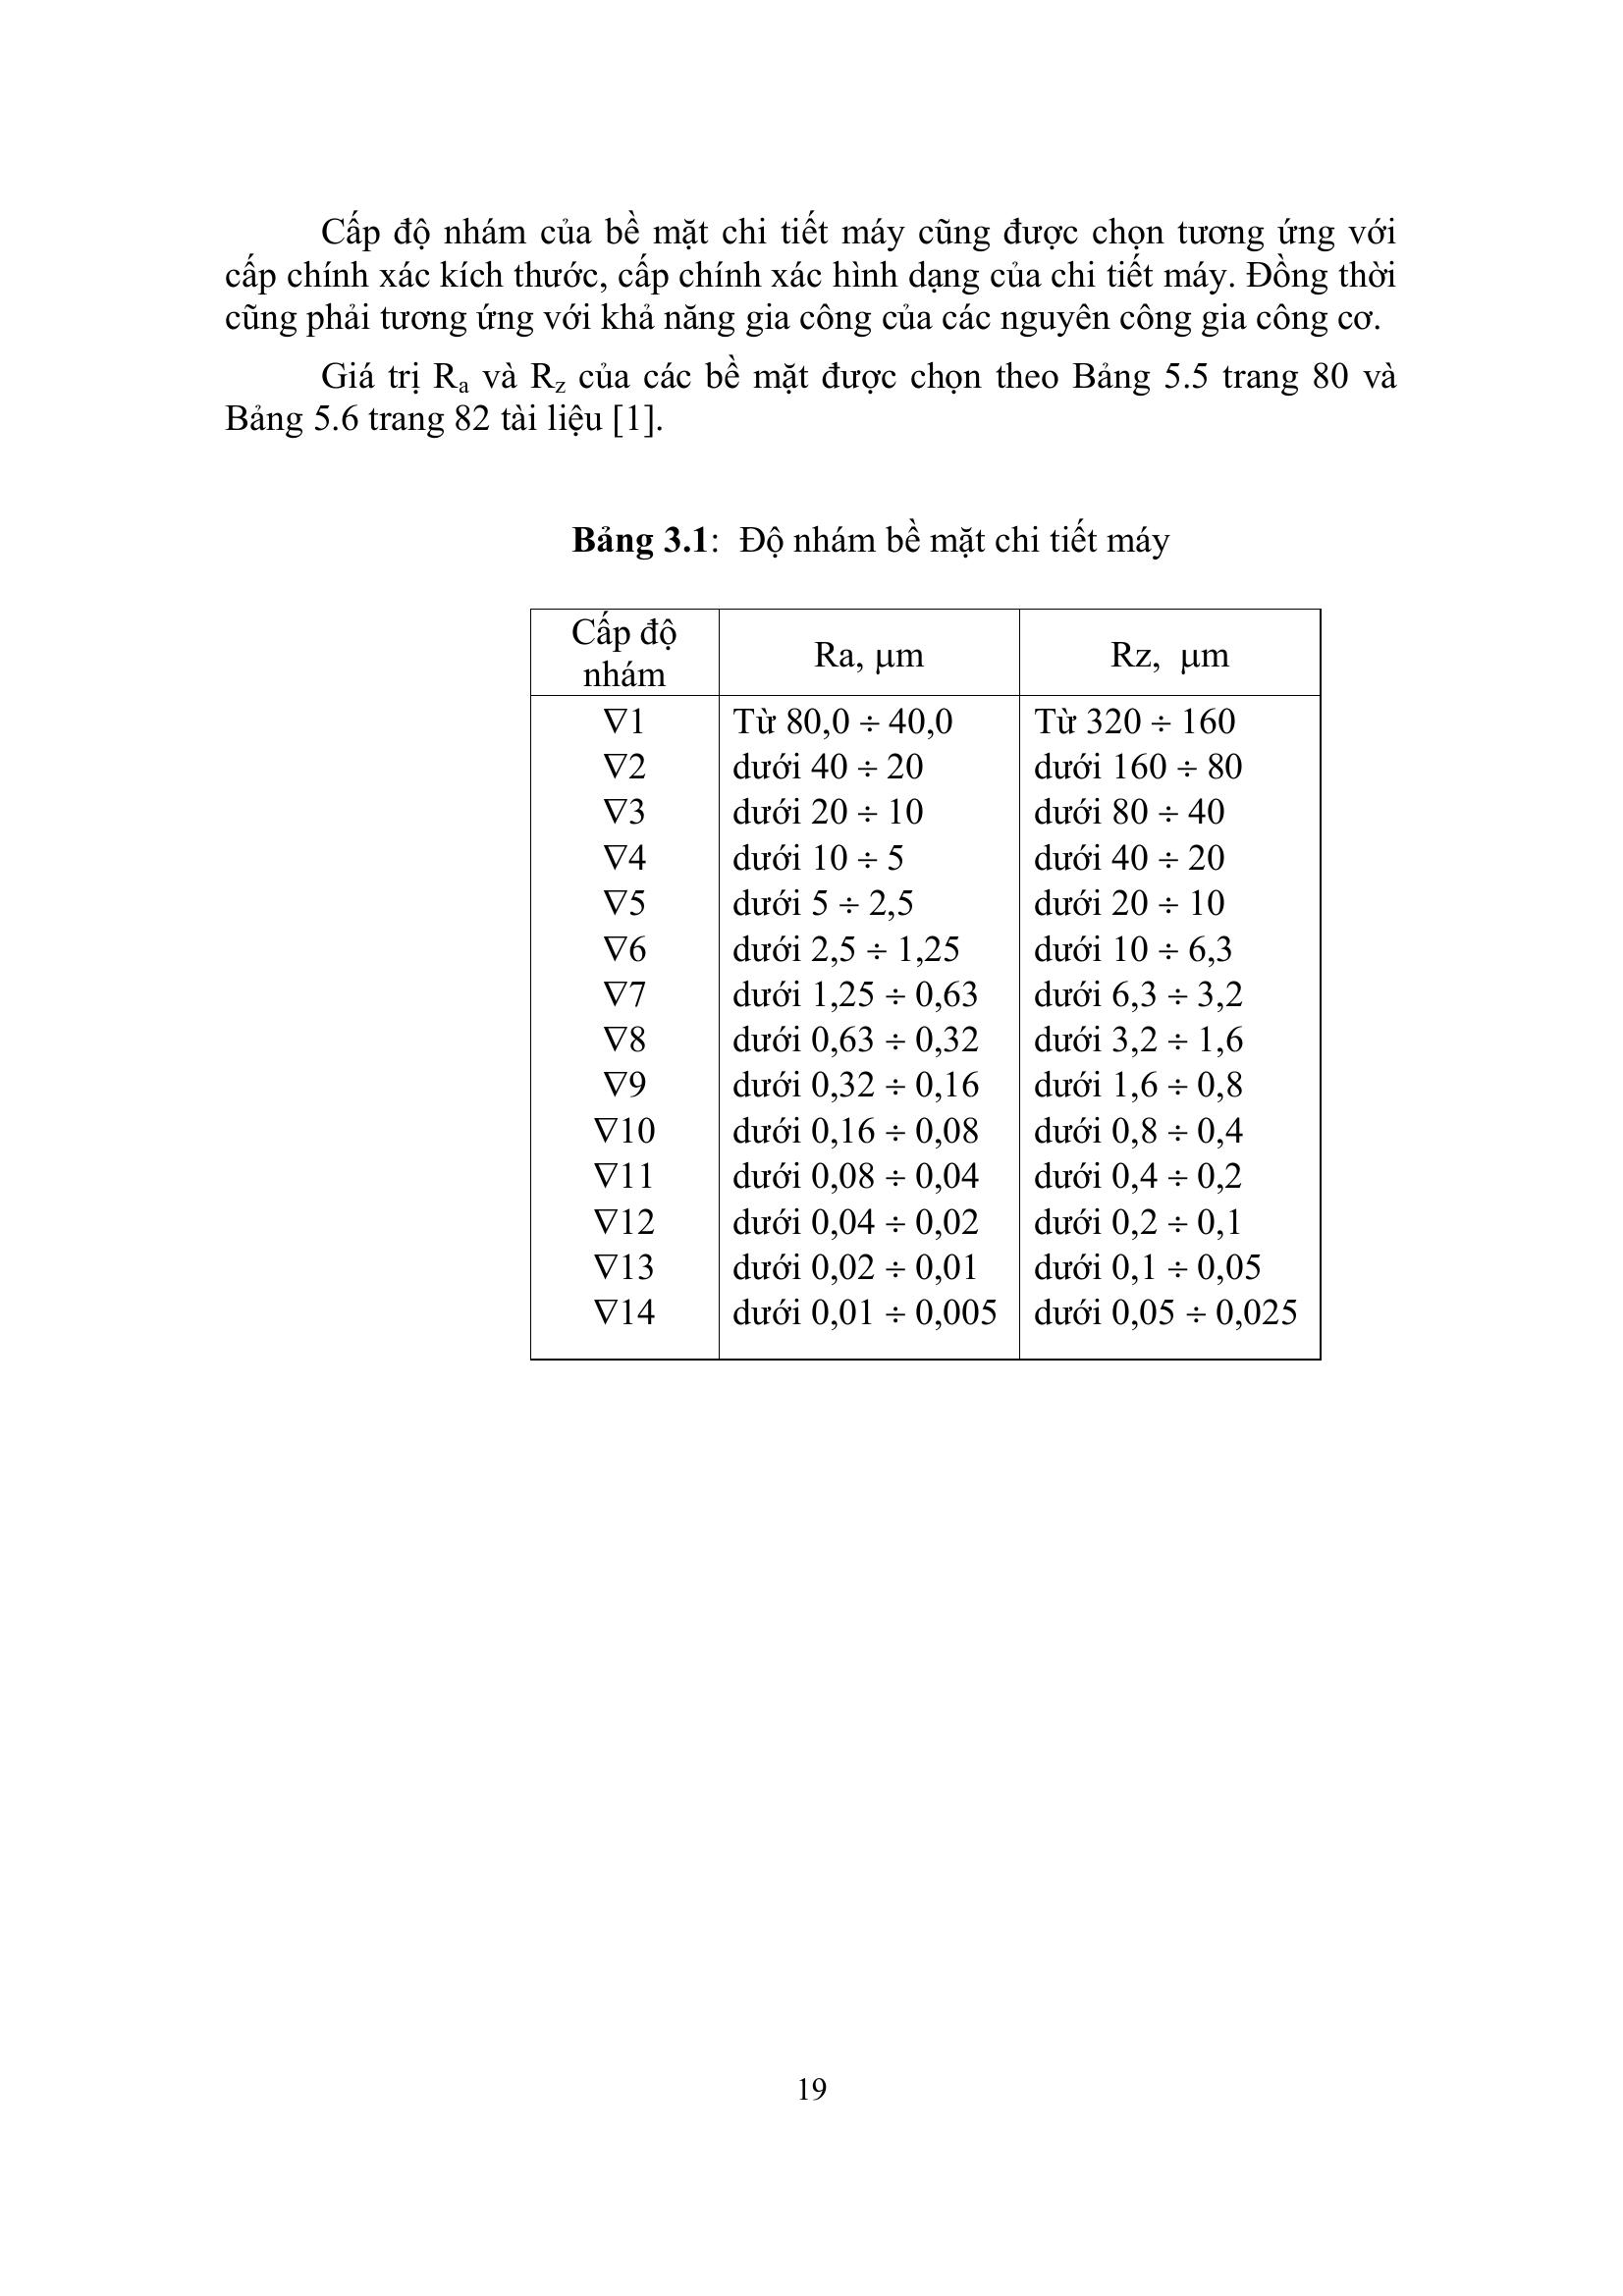 Cấp độ nhám của bề mặt chi tiết máy cũng được chọn tương ứng với
cấp chính xác kích thước, cấp chính xác hình dạng của chi tiết máy. Đồng thời
cũng phải tương ứng với khả năng gia công của các nguyên công gia công cơ.
Giá trị Ra và Rz của các bề mặt được chọn theo Bảng 5.5 trang 80 và
Bảng 5.6 trang 82 tài liệu [1].
Bảng 3.1: Độ nhám bề mặt chi tiết máy
Cấp độ
nhám
Ra, μm
Rz, μm
∇1 Từ 80,0 ÷ 40,0 Từ 320 ÷ 160
∇2 dưới 40 ÷ 20 dưới 160 ÷ 80
∇3 dưới 20 ÷ 10 dưới 80 ÷ 40
∇4 dưới 10 ÷ 5 dưới 40 ÷ 20
∇5 dưới 5 ÷ 2,5 dưới 20 ÷ 10
∇6 dưới 2,5 ÷ 1,25 dưới 10 ÷ 6,3
∇7 dưới 1,25 ÷ 0,63 dưới 6,3 ÷ 3,2
∇8 dưới 0,63 ÷ 0,32 dưới 3,2 ÷ 1,6
∇9 dưới 0,32 ÷ 0,16 dưới 1,6 ÷ 0,8
∇10 dưới 0,16 ÷ 0,08 dưới 0,8 ÷ 0,4
∇11 dưới 0,08 ÷ 0,04 dưới 0,4 ÷ 0,2
∇12 dưới 0,04 ÷ 0,02 dưới 0,2 ÷ 0,1
∇13 dưới 0,02 ÷ 0,01 dưới 0,1 ÷ 0,05
∇14 dưới 0,01 ÷ 0,005 dưới 0,05 ÷ 0,025
19